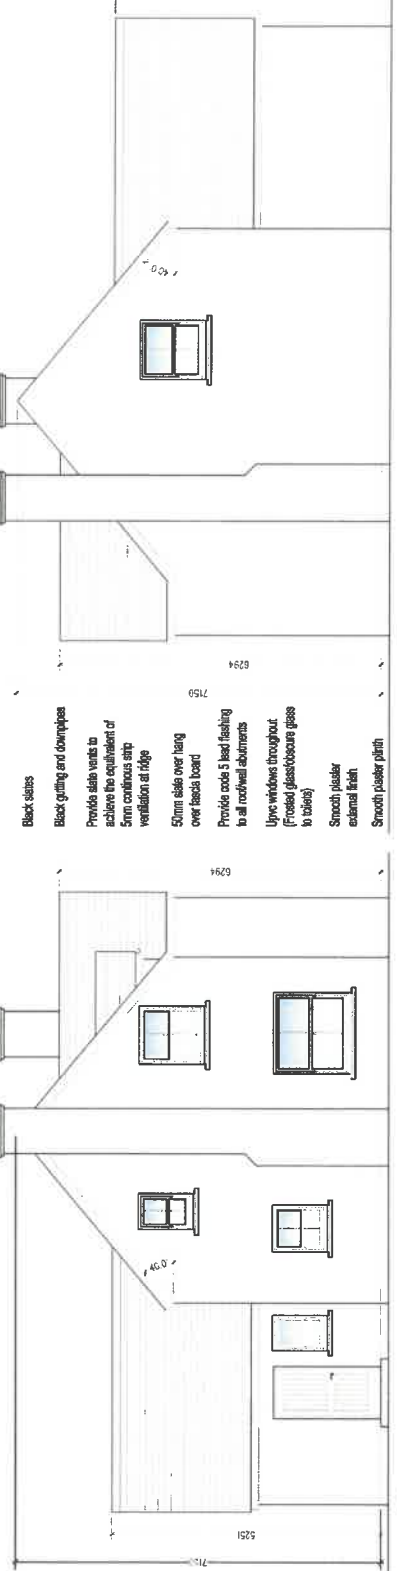 40.0
6294
7150
Black slates
Black gutting and downpipes
Provide slate vents to
achieve the equivalent of
5mm continous strip
ventilation at ridge
50mm slate over hang
over fascia board
Provide code 5 lead flashing
to all roof/wall abutments
Upvc windows throughout
(Frosted glass/obscure glass
to toilets)
Smooth plaster
external finish
Smooth plaster plinth
6294
40.0
5251